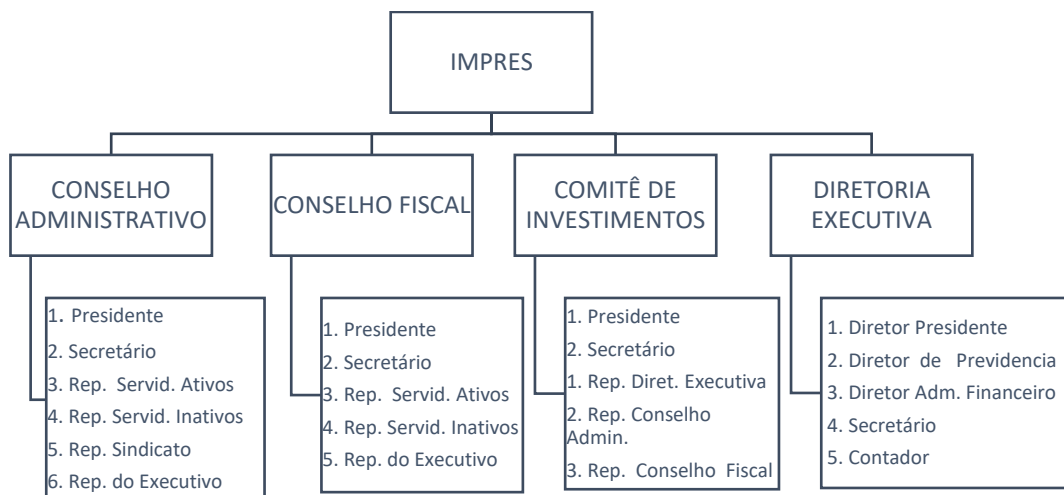 IMPRES
CONSELHO
ADMINISTRATIVO
1. Presidente
2. Secretário
3. Rep. Servid. Ativos
4. Rep. Servid. Inativos
5. Rep. Sindicato
6. Rep. do Executivo
CONSELHO FISCAL
1. Presidente
2. Secretário
3. Rep. Servid. Ativos
4. Rep. Servid. Inativos
5. Rep. do Executivo
COMITÊ DE
INVESTIMENTOS
1. Presidente
2. Secretário
1. Rep. Diret. Executiva
2. Rep. Conselho
Admin.
3. Rep. Conselho Fiscal
DIRETORIA
EXECUTIVA
1. Diretor Presidente
2. Diretor de Previdencia
3. Diretor Adm. Financeiro
4. Secretário
5. Contador